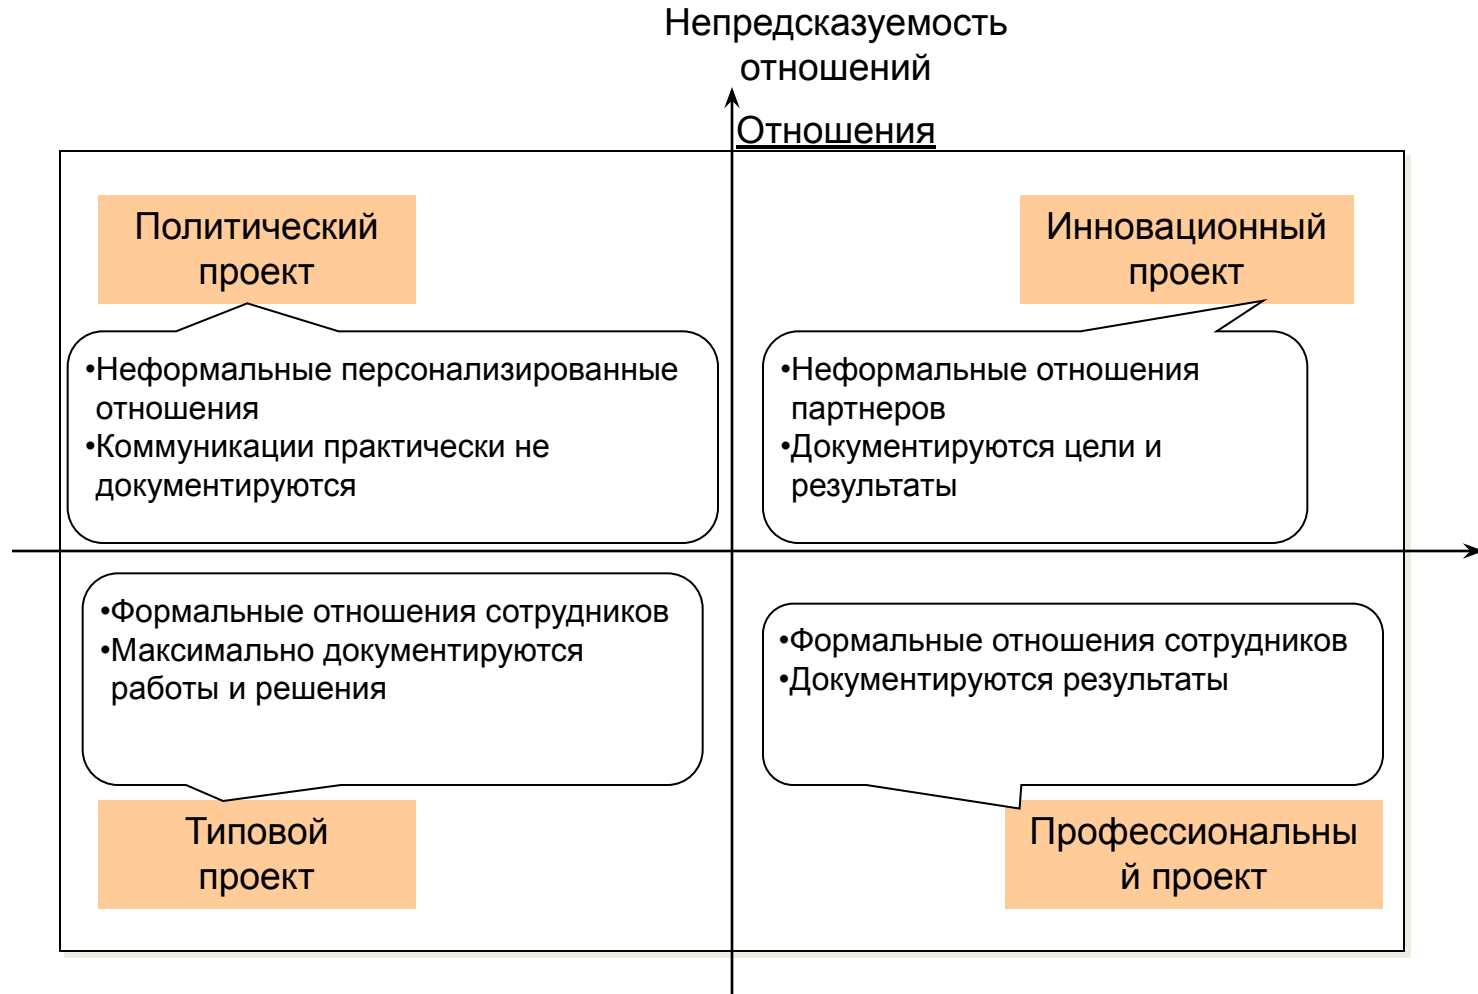 Непредсказуемость
отношений
Отношения
Политический
проект
Инновационный
проект
•Неформальные персонализированные
отношения
•Коммуникации практически не
документируются
•Неформальные отношения
партнеров
•Документируются цели и
результаты
•Формальные отношения сотрудников
•Максимально документируются
работы и решения
•Формальные отношения сотрудников
•Документируются результаты
Типовой
проект
Профессиональны
й проект